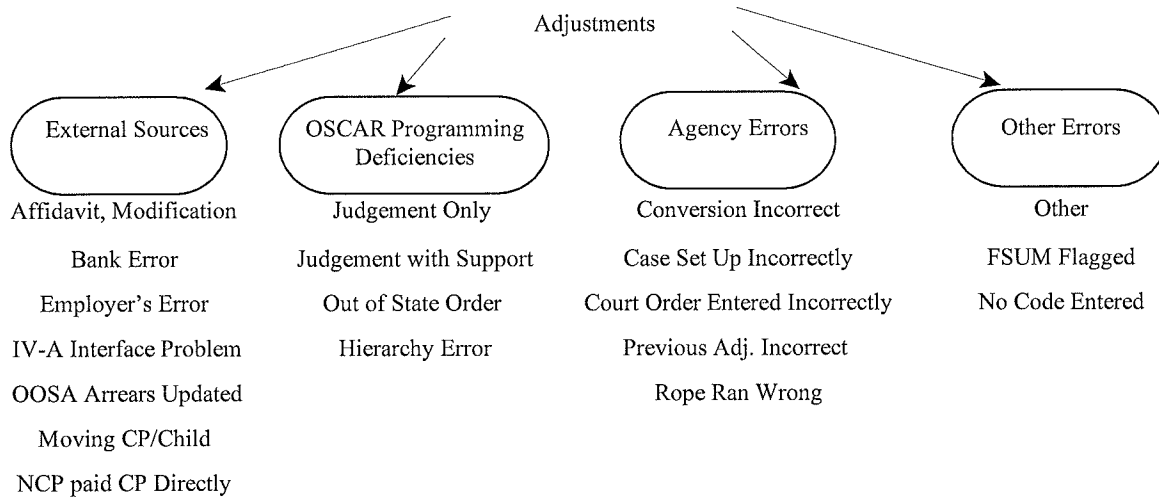 Adjustments
External Sources
Affidavit, Modification
Bank Error
Employer's Error
IV-A Interface Problem
OOSA Arrears Updated
Moving CP/Child
NCP paid CP Directly
OSCAR Programming
Deficiencies
Judgement Only
Judgement with Support
Out of State Order
Hierarchy Error
Agency Errors
Conversion Incorrect
Case Set Up Incorrectly
Court Order Entered Incorrectly
Previous Adj. Incorrect
Rope Ran Wrong
Other Errors
Other
FSUM Flagged
No Code Entered